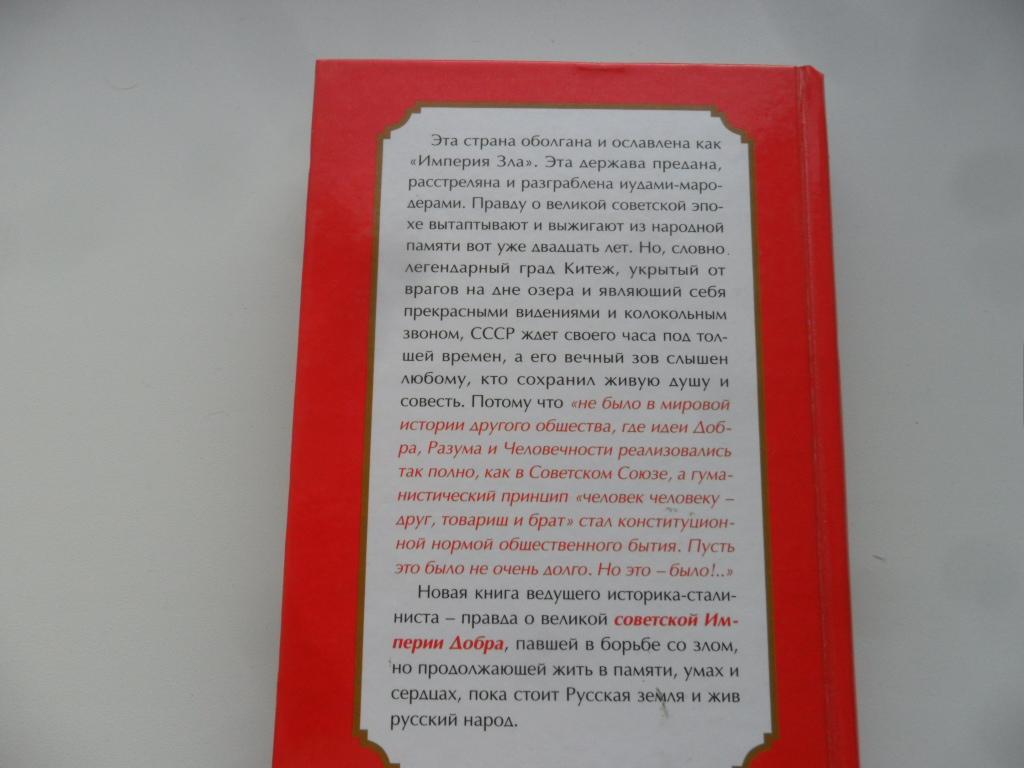 Эта страна оболгана и ославлена как
«Империя Зла». Эта держава предана,
расстреляна и разграблена иудами-маро-
дерами. Правду о великой советской эпо-
хе вытаптывают и выжигают из народной
памяти вот уже двадцать лет. Но, словно
легендарный град Китеж, укрытый от
врагов на дне озера и являющий себя
прекрасными видениями и колокольным
звоном, СССР ждет своего часа под тол-
щей времен, а его вечный зов слышен
любому, кто сохранил живую душу и
совесть. Потому что «не было в мировой
истории другого общества, где идеи Доб-
ра, Разума и Человечности реализовались
так полно, как в Советском Союзе, а гума-
нистический принцип «человек человеку –
друг, товарищ и брат» стал конституцион-
ной нормой общественного бытия. Пусть
это было не очень долго. Но это – было!..»
Новая книга ведущего историка-стали-
ниста – правда о великой советской Им-
перии Добра, павшей в борьбе со злом,
но продолжающей жить в памяти, умах и
сердцах, пока стоит Русская земля и жив
русский народ.